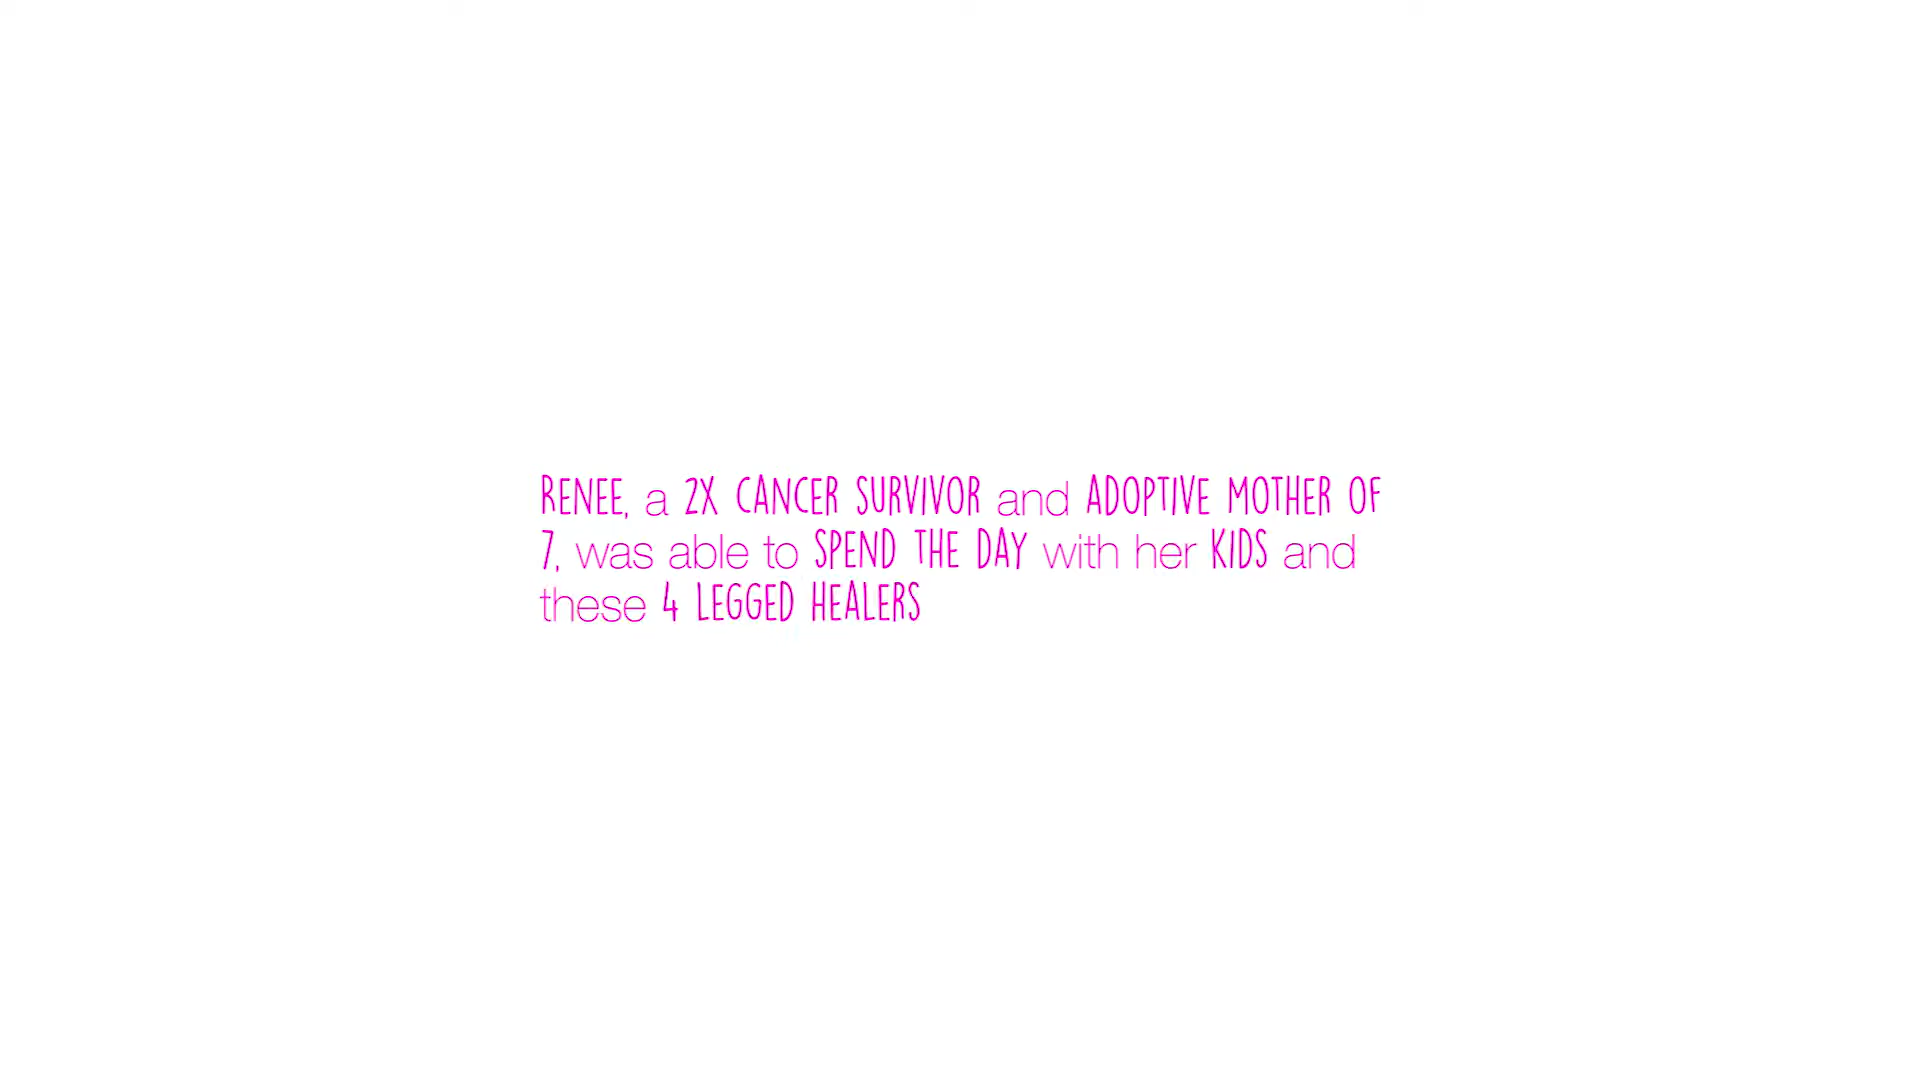 RENEE, a 2X CANCER SURVIVOR and ADOPTIVE MOTHER OF
7, was able to SPEND THE DAY with her KIDS and
these 4 LEGGED HEALERS